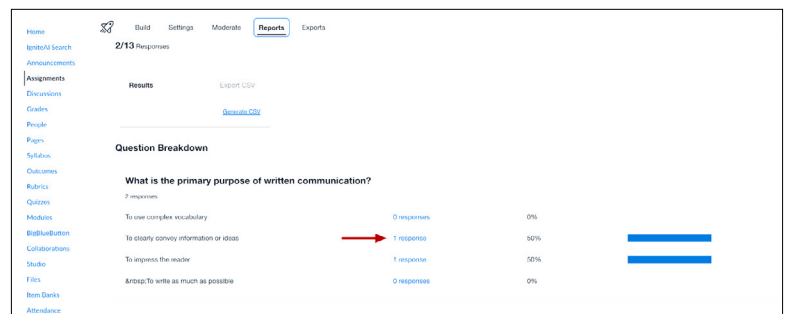 Build Settings Moderate Reports Exports
2/13 Responses
Home
IgniteAI Search
Announcements
Assignments
Discussions
Grades
People
Pages
Syllabus
Outcomes
Rubrics
Quizzes
Modules
BigBlueButton
Collaborations
Studio
Files
Item Banks
Attendance
Results Export CSV
Generate CSV
Question Breakdown
What is the primary purpose of written communication?
2 responses
To use complex vocabulary 0 responses 0%
To clearly convey information or ideas 1 response 50%
To impress the reader 1 response 50%
&nbsp;To write as much as possible 0 responses 0%